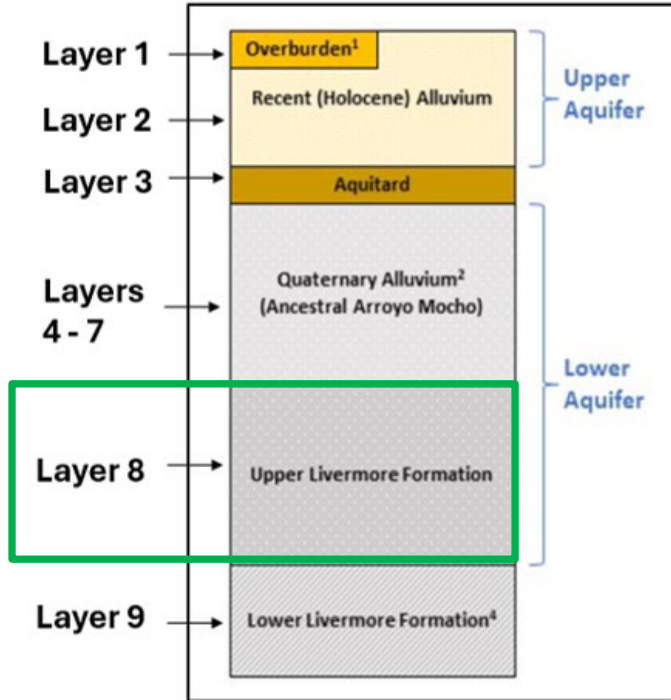 Layer 1
Overburden¹
Recent (Holocene) Alluvium
Upper
Aquifer
Layer 2
Layer 3
Aquitard
Layers
4 - 7
Quaternary Alluvium²
(Ancestral Arroyo Mocho)
Lower
Aquifer
Layer 8
Upper Livermore Formation
Layer 9
Lower Livermore Formation⁴